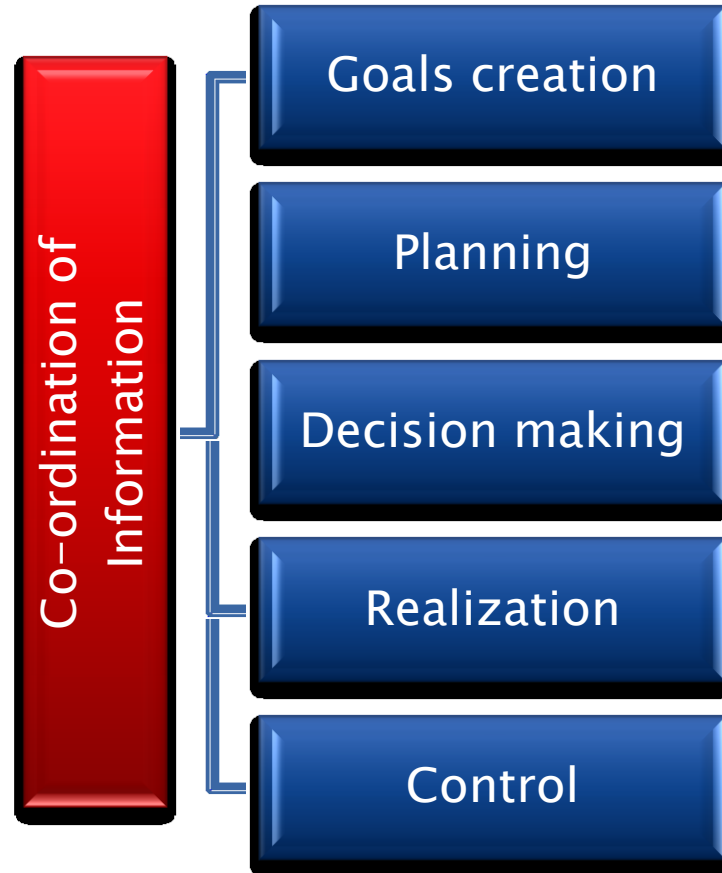 Co-ordination of
Information
Goals creation
Planning
Decision making
Realization
Control